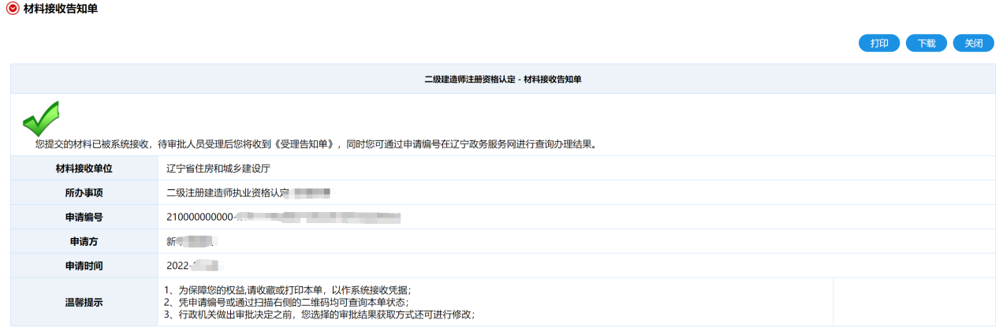 材料接收告知单
打印 下载 关闭
二级建造师注册资格认定 - 材料接收告知单
您提交的材料已被系统接收，待审批人员受理后您将收到《受理告知单》，同时您可通过申请编号在辽宁政务服务网进行查询办理结果。
材料接收单位 辽宁省住房和城乡建设厅
所办事项 二级注册建造师执业资格认定
申请编号 210000000000-
申请方 新
申请时间 2022-
温馨提示
1、为保障您的权益,请收藏或打印本单，以作系统接收凭据；
2、凭申请编号或通过扫描右侧的二维码均可查询本单状态；
3、行政机关做出审批决定之前，您选择的审批结果获取方式还可进行修改；